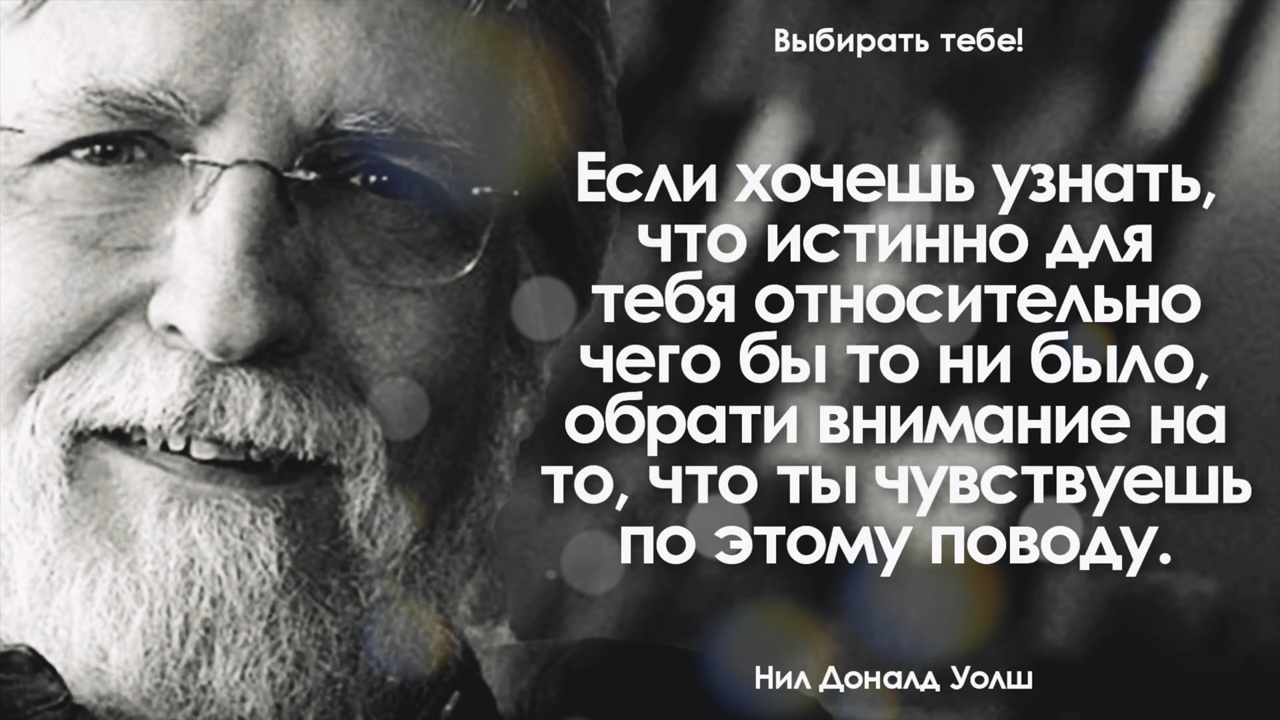 Выбирать тебе!
Если хочешь узнать,
что истинно для
тебя относительно
чего бы то ни было,
обрати внимание на
то, что ты чувствуешь
по этому поводу.
Нил Доналд Уолш